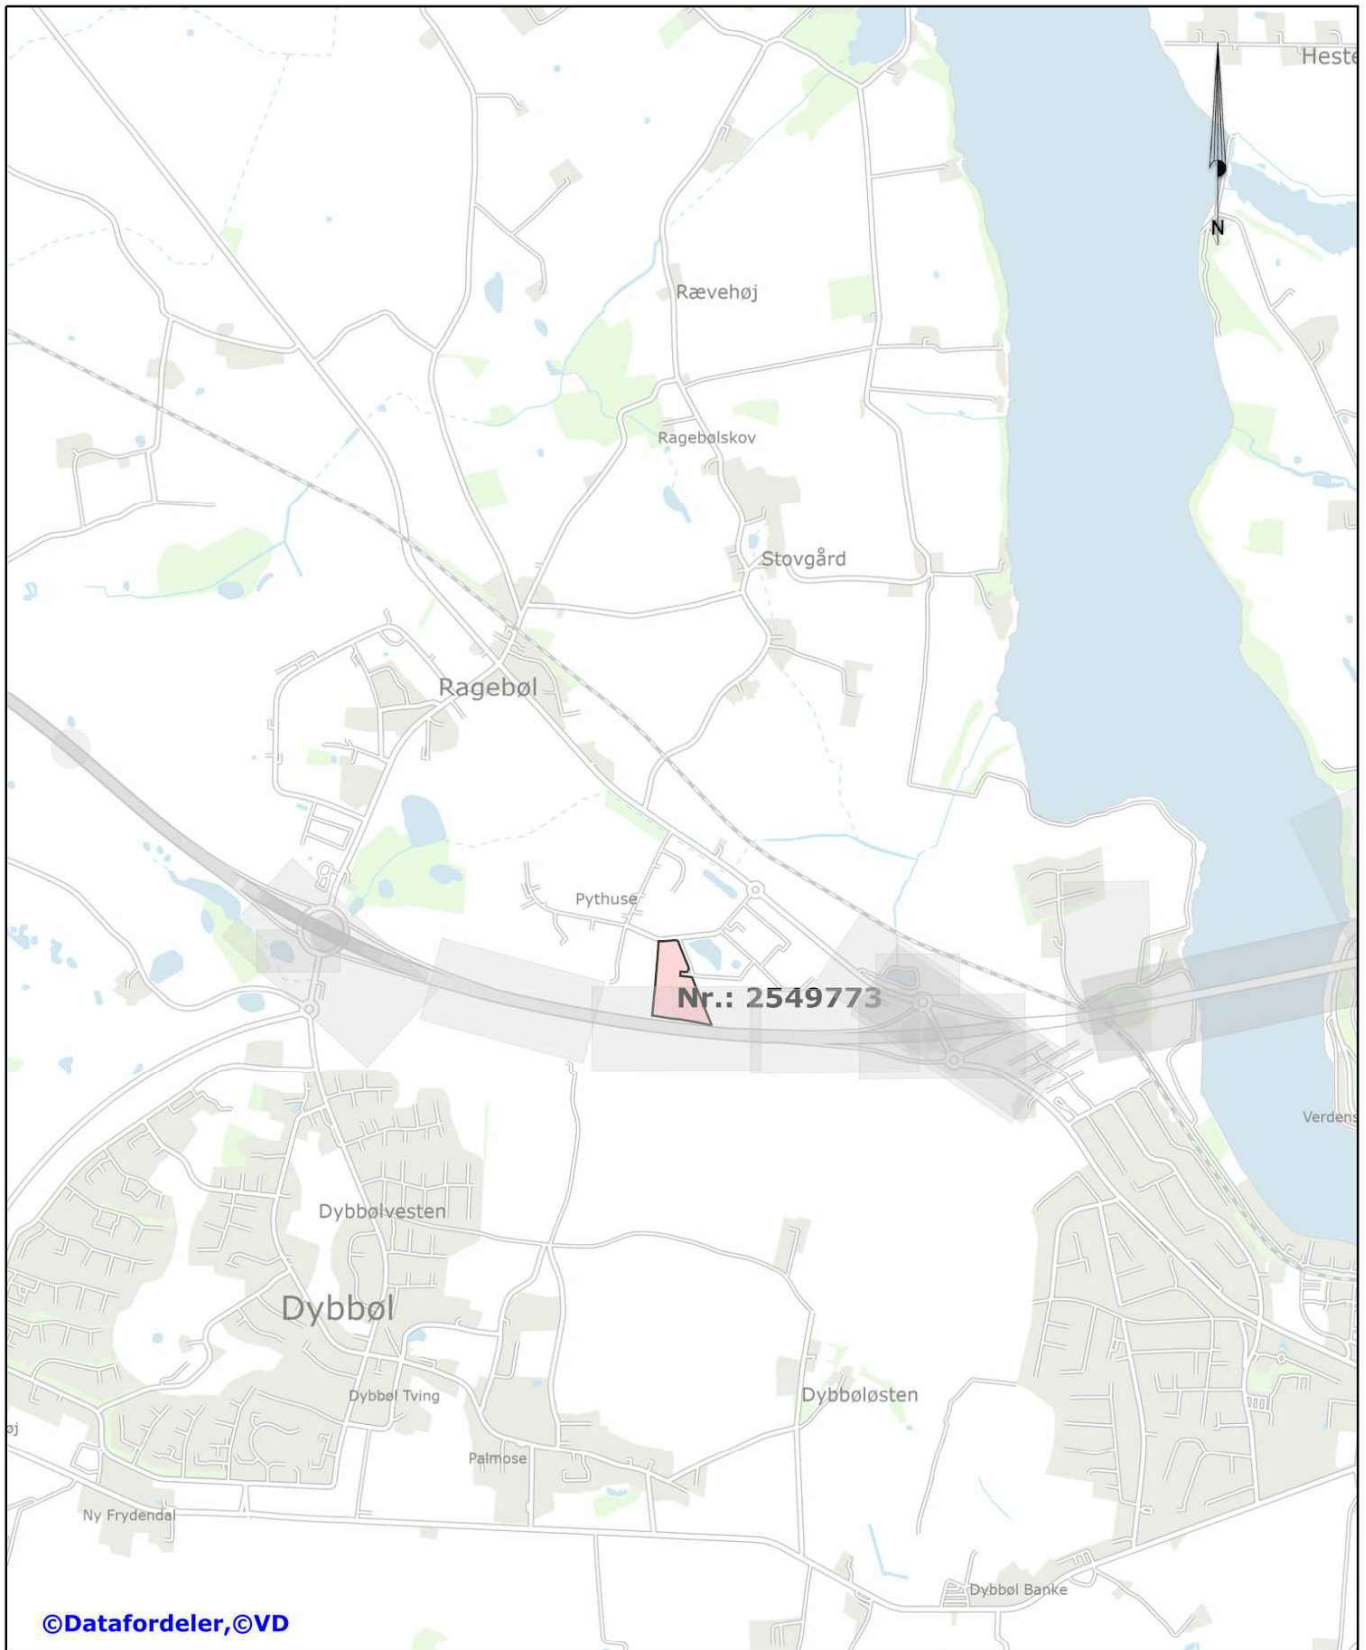 Heste
N
Rævehøj
Ragebølskov
Stovgård
Ragebøl
Pythuse
Nr.: 2549773
Verdens
Dybbølvesten
Dybbøl
Dybbøl Tving
Dybbøløsten
øj
Palmose
Ny Frydendal
Dybbøl Banke
©Datafordeler,©VD